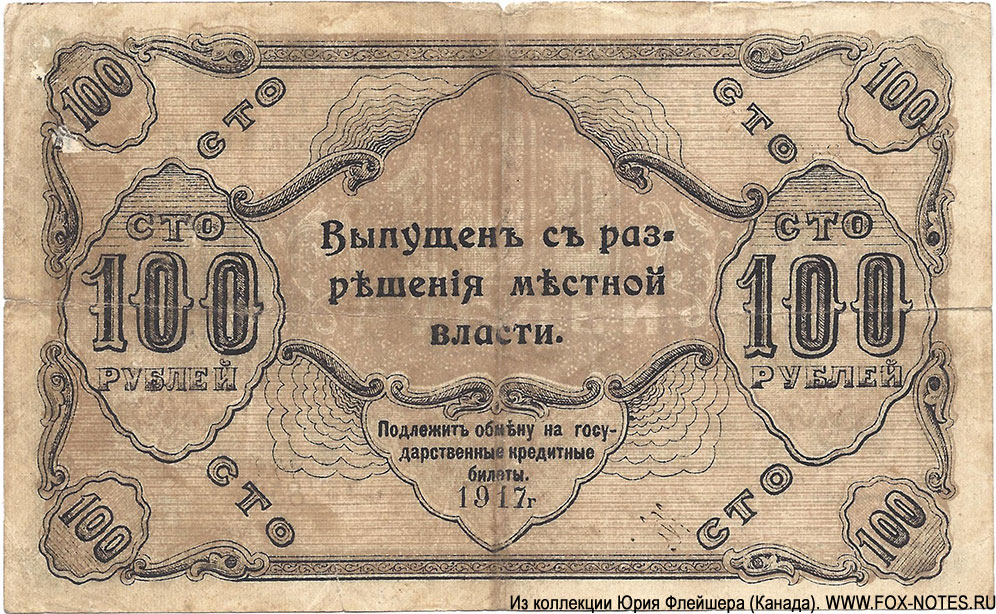 100 100
СТО СТО
СТО СТО
100 100
РУБЛЕЙ РУБЛЕЙ
Выпущенъ съ раз-
рѣшенія мѣстной
власти.
Подлежитъ обмѣну на госу-
дарственные кредитные
билеты.
1917г
СТО СТО
100 100
Из коллекции Юрия Флейшера (Канада). WWW.FOX-NOTES.RU